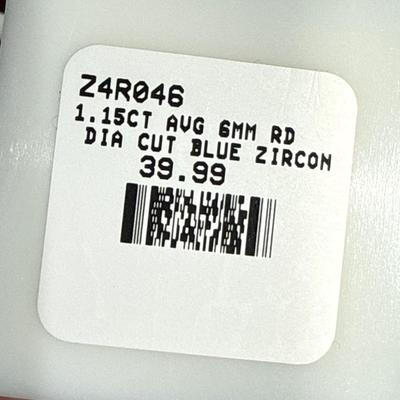 Z4R046
1.15CT AVG 6MM RD
DIA CUT BLUE ZIRCON
39.99